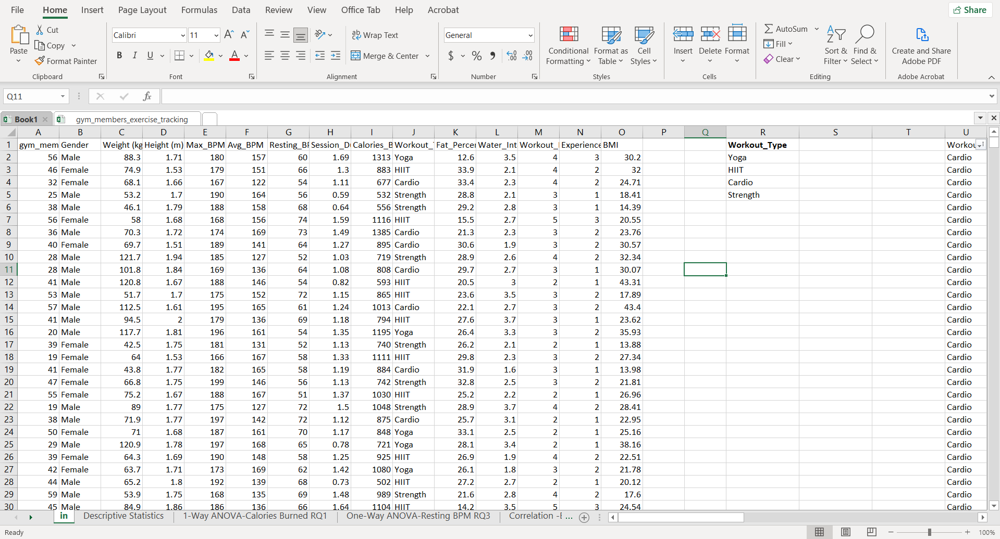 File Home Insert Page Layout Formulas Data Review View Office Tab Help Acrobat Share
Paste Cut Copy Format Painter Clipboard
Calibri 11 B I U A Font
Wrap Text Merge & Center Alignment
General $ % Number
Conditional Formatting Format as Table Cell Styles Styles
Insert Delete Format Cells
AutoSum Fill Clear Sort & Filter Find & Select Editing
Create and Share Adobe PDF Adobe Acrobat
Q11 fx
Book1 gym_members_exercise_tracking
A B C D E F G H I J K L M N O P Q R S T U
1 gym_mem Gender Weight (kg Height (m) Max_BPM Avg_BPM Resting_BP Session_Du Calories_B Workout_T Fat_Percen Water_Int Workout_ Experience BMI Workout_Type Workou
2 56 Male 88.3 1.71 180 157 60 1.69 1313 Yoga 12.6 3.5 4 3 30.2 Yoga Cardio
3 46 Female 74.9 1.53 179 151 66 1.3 883 HIIT 33.9 2.1 4 2 32 HIIT Cardio
4 32 Female 68.1 1.66 167 122 54 1.11 677 Cardio 33.4 2.3 4 2 24.71 Cardio Cardio
5 25 Male 53.2 1.7 190 164 56 0.59 532 Strength 28.8 2.1 3 1 18.41 Strength Cardio
6 38 Male 46.1 1.79 188 158 68 0.64 556 Strength 29.2 2.8 3 1 14.39 Cardio
7 56 Female 58 1.68 168 156 74 1.59 1116 HIIT 15.5 2.7 5 3 20.55 Cardio
8 36 Male 70.3 1.72 174 169 73 1.49 1385 Cardio 21.3 2.3 3 2 23.76 Cardio
9 40 Female 69.7 1.51 189 141 64 1.27 895 Cardio 30.6 1.9 3 2 30.57 Cardio
10 28 Male 121.7 1.94 185 127 52 1.03 719 Strength 28.9 2.6 4 2 32.34 Cardio
11 28 Male 101.8 1.84 169 136 64 1.08 808 Cardio 29.7 2.7 3 1 30.07 Cardio
12 41 Male 120.8 1.67 188 146 54 0.82 593 HIIT 20.5 3 2 1 43.31 Cardio
13 53 Male 51.7 1.7 175 152 72 1.15 865 HIIT 23.6 3.5 3 2 17.89 Cardio
14 57 Male 112.5 1.61 195 165 61 1.24 1013 Cardio 22.1 2.7 3 2 43.4 Cardio
15 41 Male 94.5 2 179 136 69 1.18 794 HIIT 27.6 3.7 3 1 23.62 Cardio
16 20 Male 117.7 1.81 196 161 54 1.35 1195 Yoga 26.4 3.3 3 2 35.93 Cardio
17 39 Female 42.5 1.75 181 131 52 1.13 740 Strength 26.2 2.1 2 1 13.88 Cardio
18 19 Female 64 1.53 166 167 58 1.33 1111 HIIT 29.8 2.3 3 2 27.34 Cardio
19 41 Female 43.8 1.77 182 165 58 1.19 884 Cardio 31.9 1.6 3 1 13.98 Cardio
20 47 Female 66.8 1.75 199 146 56 1.13 742 Strength 32.8 2.5 3 2 21.81 Cardio
21 55 Female 75.2 1.67 188 167 51 1.37 1030 HIIT 25.2 2.2 2 1 26.96 Cardio
22 19 Male 89 1.77 175 127 72 1.5 1048 Strength 28.9 3.7 4 2 28.41 Cardio
23 38 Male 71.9 1.77 197 142 72 1.12 875 Cardio 25.7 3.1 2 1 22.95 Cardio
24 50 Female 71 1.68 187 161 70 1.17 848 Yoga 33.1 2.5 2 1 25.16 Cardio
25 29 Male 120.9 1.78 197 168 65 0.78 721 Yoga 28.1 3.4 2 1 38.16 Cardio
26 39 Female 64.3 1.69 190 148 58 1.25 925 HIIT 26.9 1.9 4 2 22.51 Cardio
27 42 Female 63.7 1.71 173 169 62 1.42 1080 Yoga 26.1 1.8 3 2 21.78 Cardio
28 44 Male 65.2 1.8 192 139 68 0.73 502 HIIT 27.2 2.7 2 1 20.12 Cardio
29 59 Male 53.9 1.75 168 135 69 1.48 989 Strength 21.6 2.8 4 2 17.6 Cardio
30 45 Male 84.9 1.86 186 136 66 1.64 1104 HIIT 14.2 3.5 5 3 24.54 Cardio
in Descriptive Statistics 1-Way ANOVA-Calories Burned RQ1 One-Way ANOVA-Resting BPM RQ3 Correlation -E ...
Ready 100%